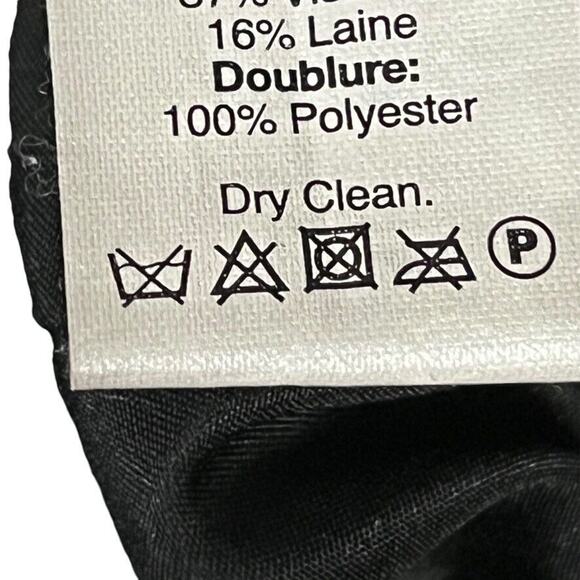 16% Laine
Doublure:
100% Polyester
Dry Clean.
P